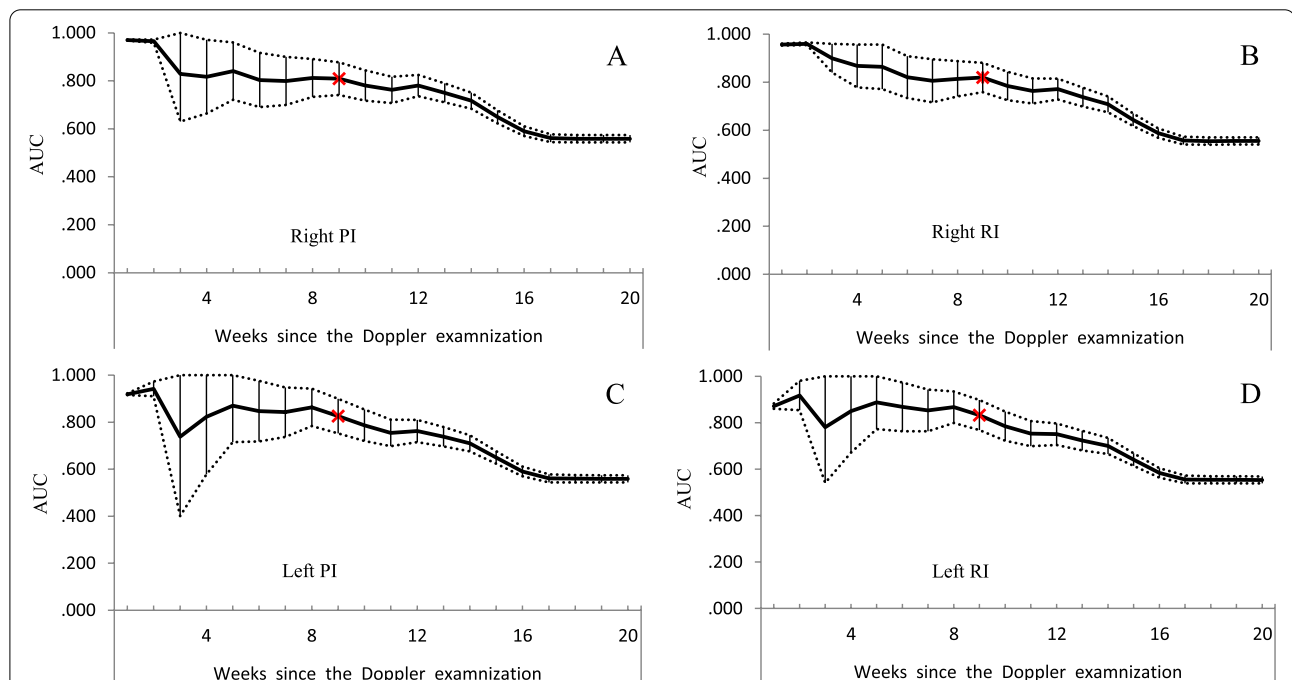 1.000
A
.800
.600
AUC
.400
.200
Right PI
.000
4 8 12 16 20
Weeks since the Doppler examnization
1.000
B
.800
.600
AUC
.400
.200
Right RI
.000
4 8 12 16 20
Weeks since the Doppler examnization
1.000
C
.800
.600
AUC
.400
.200
Left PI
.000
4 8 12 16 20
Weeks since the Doppler examnization
1.000
D
.800
.600
AUC
.400
.200
Left RI
.000
4 8 12 16 20
Weeks since the Doppler examnization